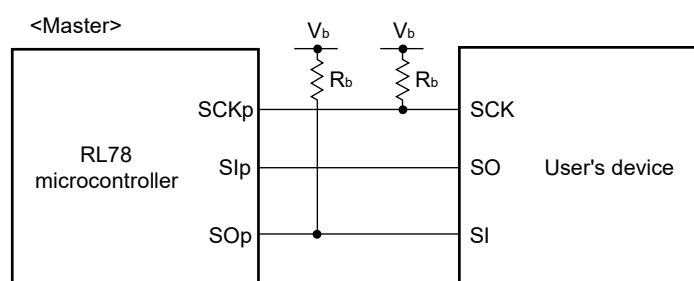 <Master>
Vb
Vb
Rb
Rb
SCKp
SCK
RL78
microcontroller
SIp
SO
User's device
SOp
SI